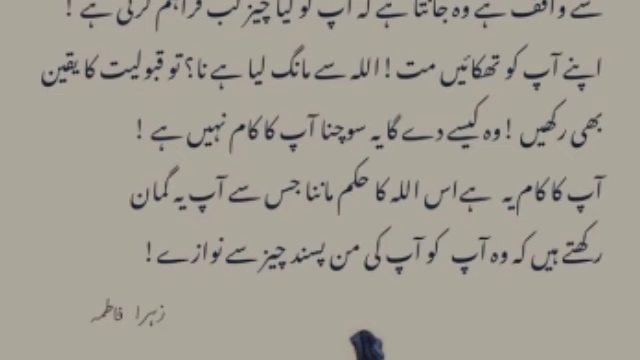 سے واقف ہے وہ جانتا ہے کہ آپ کو کیا چیز کب فراہم کرنی ہے !
اپنے آپ کو تھکائیں مت ! اللہ سے مانگ لیا ہے نا؟ تو قبولیت کا یقین
بھی رکھیں ! وہ کیسے دے گا یہ سوچنا آپ کا کام نہیں ہے !
آپ کا کام یہ ہے اس اللہ کا حکم ماننا جس سے آپ یہ گمان
رکھتے ہیں کہ وہ آپ کو آپ کی من پسند چیز سے نوازے !
زہرا فاطمہ